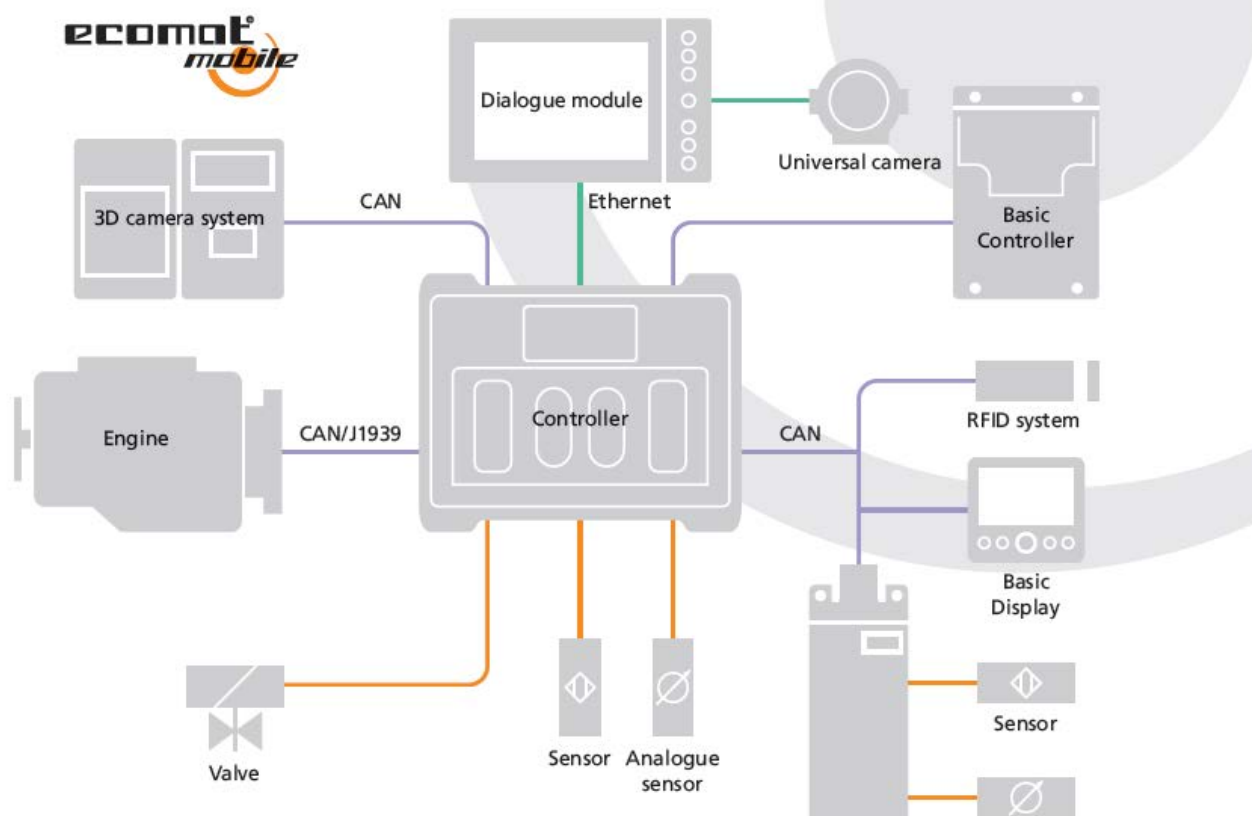 ecomat
mobile
Dialogue module
Universal camera
3D camera system
CAN
Ethernet
Basic
Controller
Engine
CAN/J1939
Controller
CAN
RFID system
Basic
Display
Valve
Sensor
Analogue
sensor
Sensor